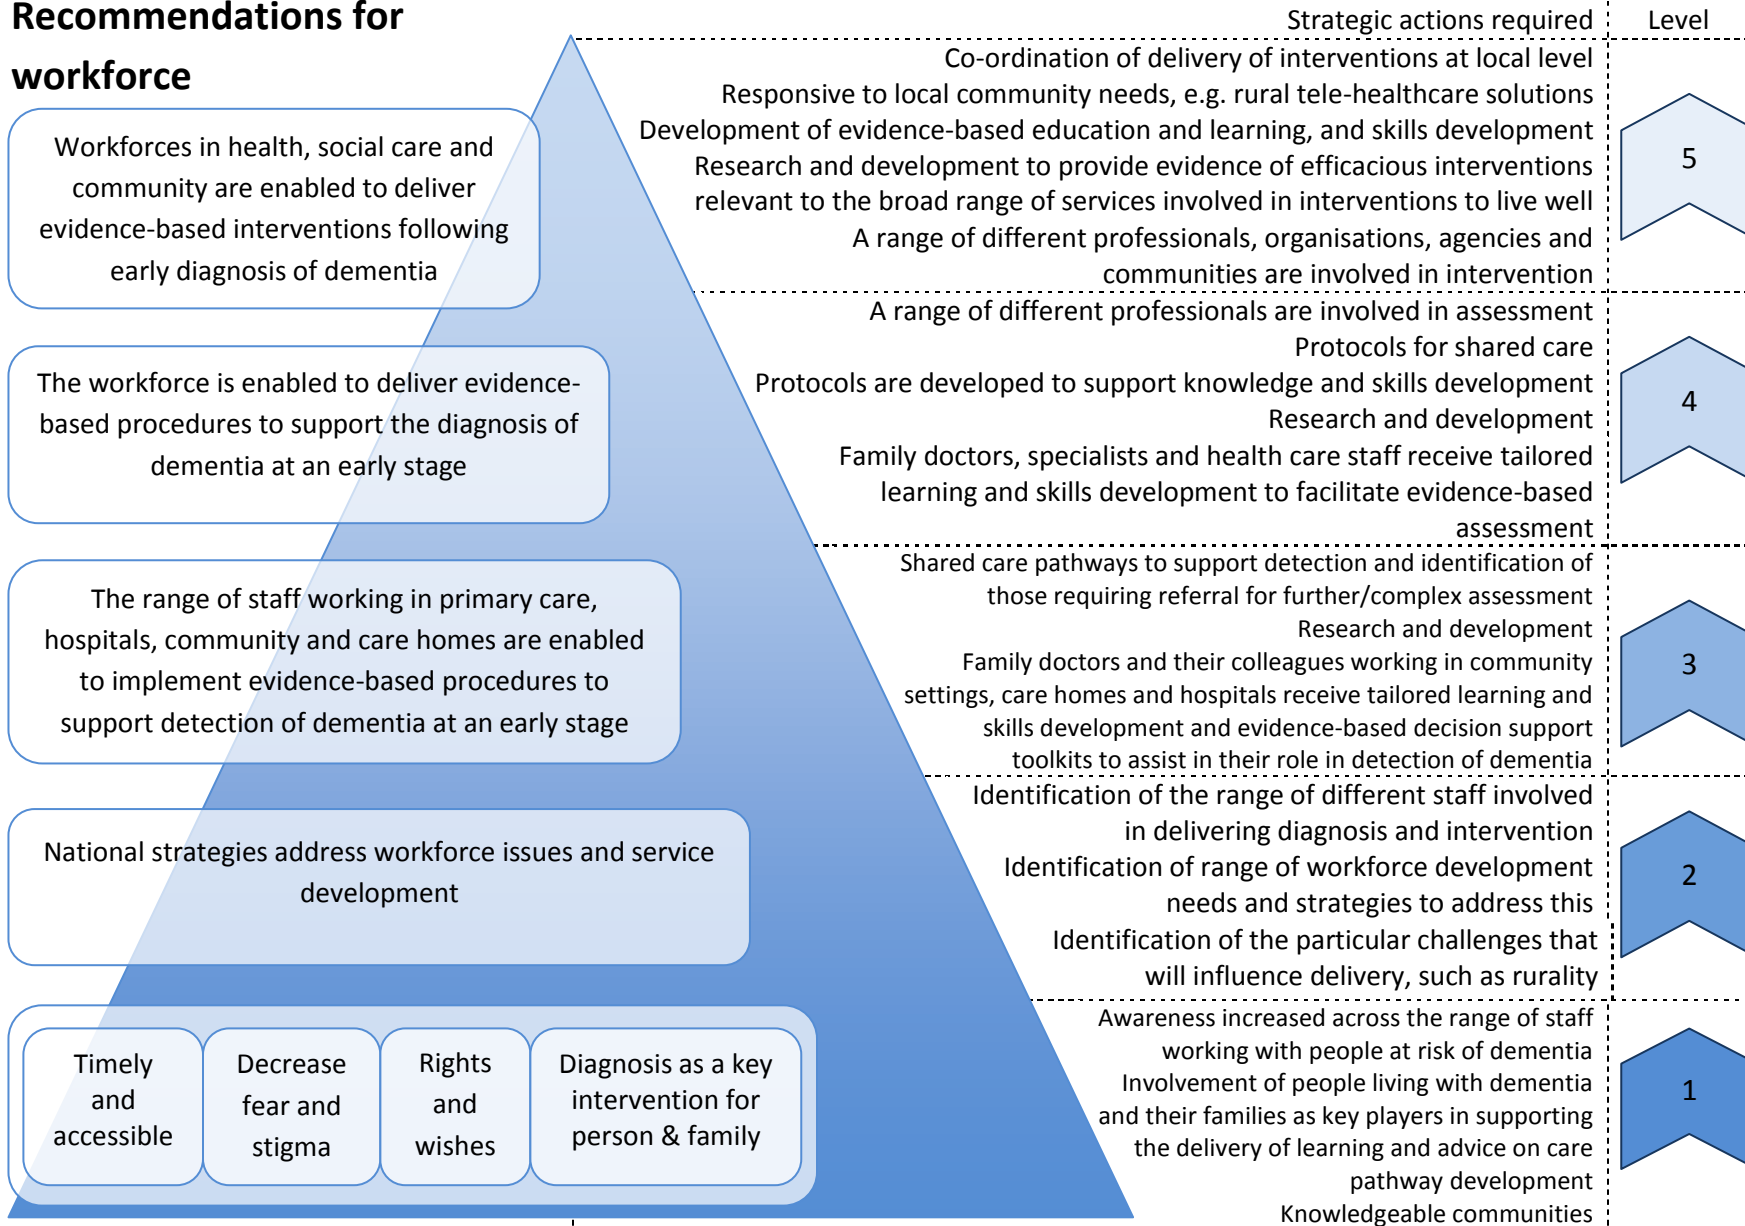 Recommendations for
workforce
Strategic actions required
Level
Workforces in health, social care and
community are enabled to deliver
evidence-based interventions following
early diagnosis of dementia
Co-ordination of delivery of interventions at local level
Responsive to local community needs, e.g. rural tele-healthcare solutions
Development of evidence-based education and learning, and skills development
Research and development to provide evidence of efficacious interventions
relevant to the broad range of services involved in interventions to live well
A range of different professionals, organisations, agencies and
communities are involved in intervention
5
The workforce is enabled to deliver evidence-
based procedures to support the diagnosis of
dementia at an early stage
A range of different professionals are involved in assessment
Protocols for shared care
Protocols are developed to support knowledge and skills development
Research and development
Family doctors, specialists and health care staff receive tailored
learning and skills development to facilitate evidence-based
assessment
4
The range of staff working in primary care,
hospitals, community and care homes are enabled
to implement evidence-based procedures to
support detection of dementia at an early stage
Shared care pathways to support detection and identification of
those requiring referral for further/complex assessment
Research and development
Family doctors and their colleagues working in community
settings, care homes and hospitals receive tailored learning and
skills development and evidence-based decision support
toolkits to assist in their role in detection of dementia
3
National strategies address workforce issues and service
development
Identification of the range of different staff involved
in delivering diagnosis and intervention
Identification of range of workforce development
needs and strategies to address this
Identification of the particular challenges that
will influence delivery, such as rurality
2
Timely
and
accessible
Decrease
fear and
stigma
Rights
and
wishes
Diagnosis as a key
intervention for
person & family
Awareness increased across the range of staff
working with people at risk of dementia
Involvement of people living with dementia
and their families as key players in supporting
the delivery of learning and advice on care
pathway development
Knowledgeable communities
1